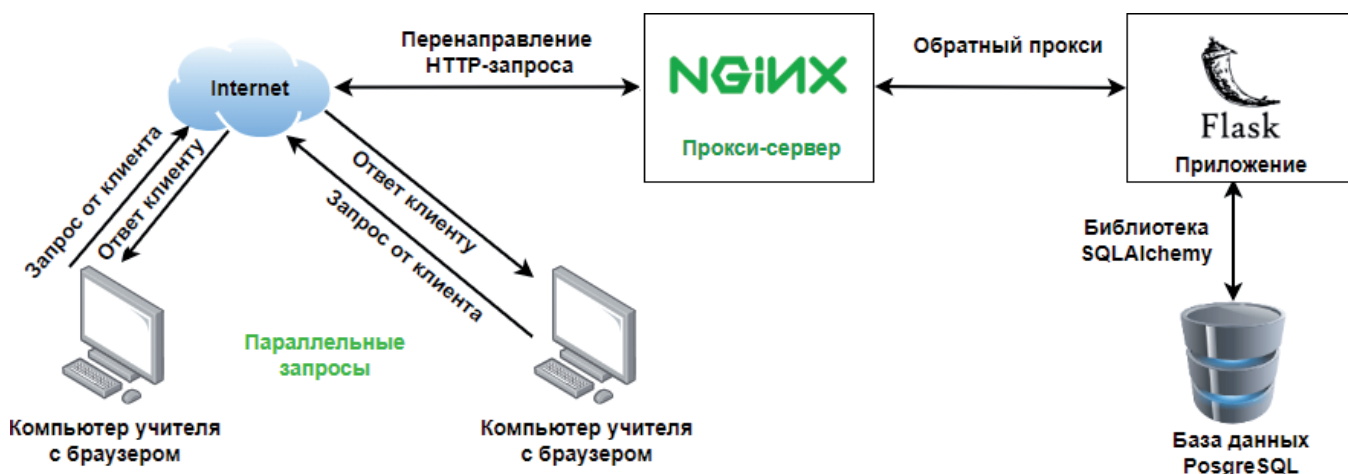 Перенаправление
HTTP-запроса
Обратный прокси
Internet
NGiNX
Прокси-сервер
Flask
Приложение
Запрос от клиента
Ответ клиенту
Ответ клиенту
Запрос от клиента
Библиотека
SQLAlchemy
Параллельные
запросы
Компьютер учителя
с браузером
Компьютер учителя
с браузером
База данных
PosgreSQL